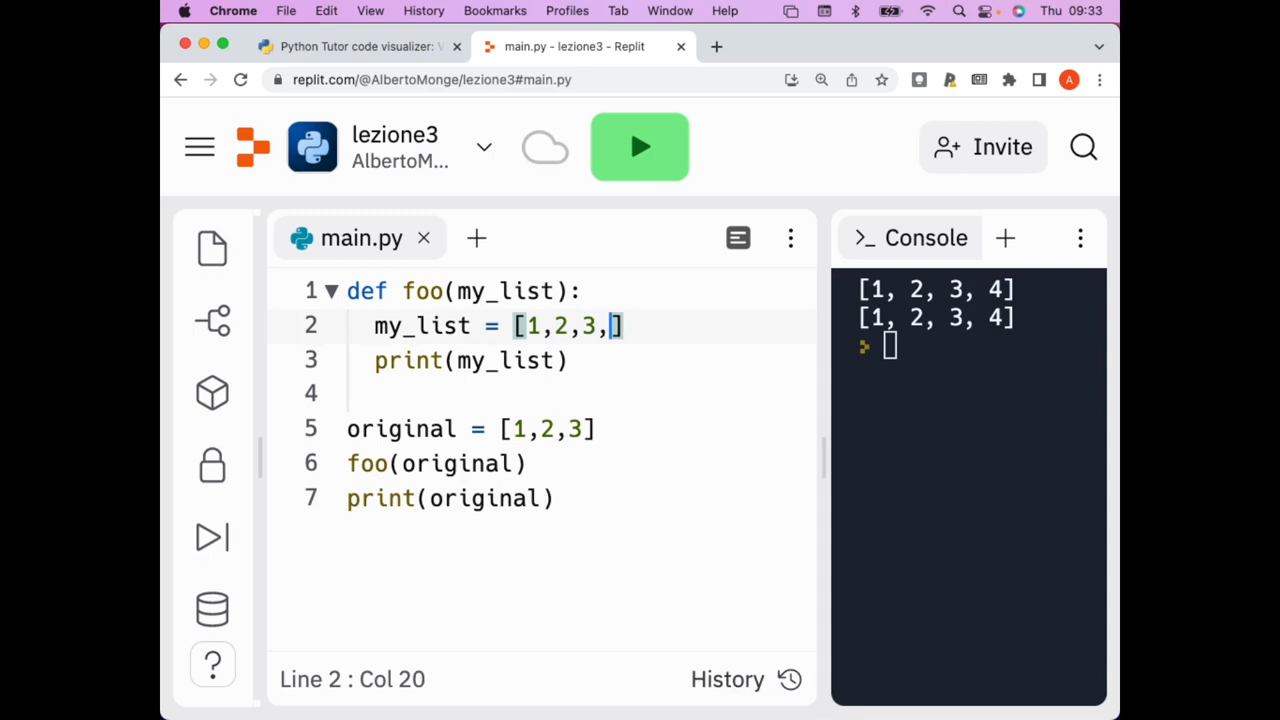 Chrome File Edit View History Bookmarks Profiles Tab Window Help Thu 09:33
Python Tutor code visualizer: V
main.py - lezione3 - Replit
replit.com/@AlbertoMonge/lezione3#main.py
A
lezione3
AlbertoM...
Invite
main.py
>_ Console
1 def foo(my_list):
2 my_list = [1,2,3,]
3 print(my_list)
4
5 original = [1,2,3]
6 foo(original)
7 print(original)
[1, 2, 3, 4]
[1, 2, 3, 4]
?
Line 2 : Col 20
History